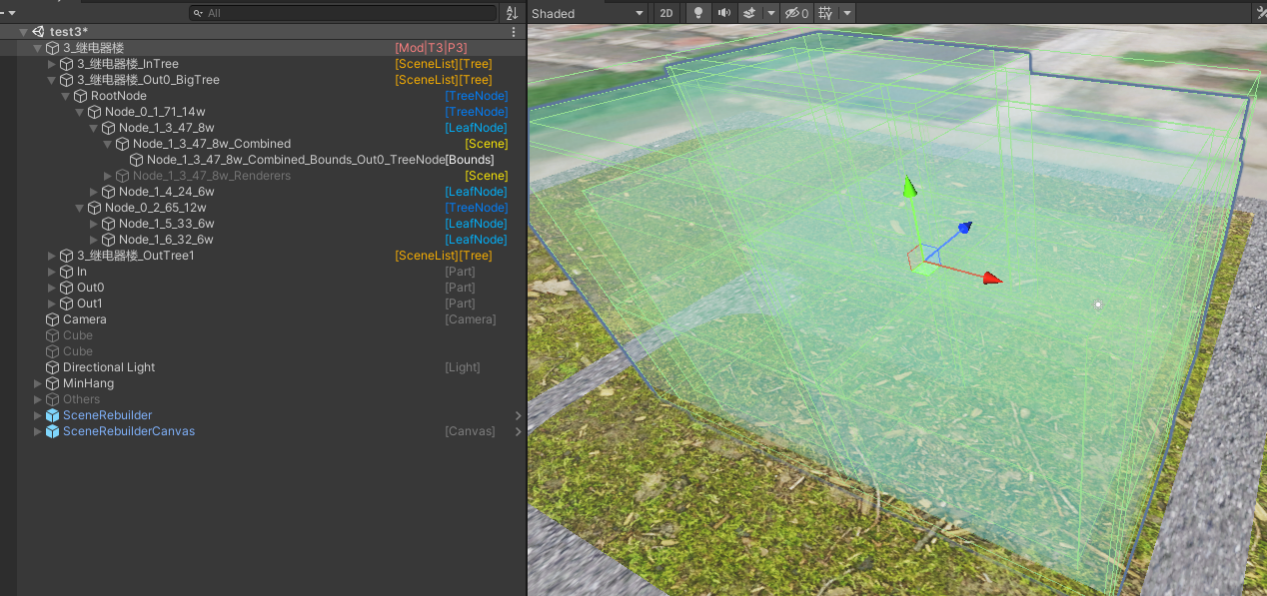 All
Shaded
2D
0
test3*
3_继电器楼 [Mod|T3|P3]
3_继电器楼_InTree [SceneList][Tree]
3_继电器楼_Out0_BigTree [SceneList][Tree]
RootNode [TreeNode]
Node_0_1_71_14w [TreeNode]
Node_1_3_47_8w [LeafNode]
Node_1_3_47_8w_Combined [Scene]
Node_1_3_47_8w_Combined_Bounds_Out0_TreeNode[Bounds]
Node_1_3_47_8w_Renderers [Scene]
Node_1_4_24_6w [LeafNode]
Node_0_2_65_12w [TreeNode]
Node_1_5_33_6w [LeafNode]
Node_1_6_32_6w [LeafNode]
3_继电器楼_OutTree1 [SceneList][Tree]
In [Part]
Out0 [Part]
Out1 [Part]
Camera [Camera]
Cube
Cube
Directional Light [Light]
MinHang
Others
SceneRebuilder
SceneRebuilderCanvas [Canvas]